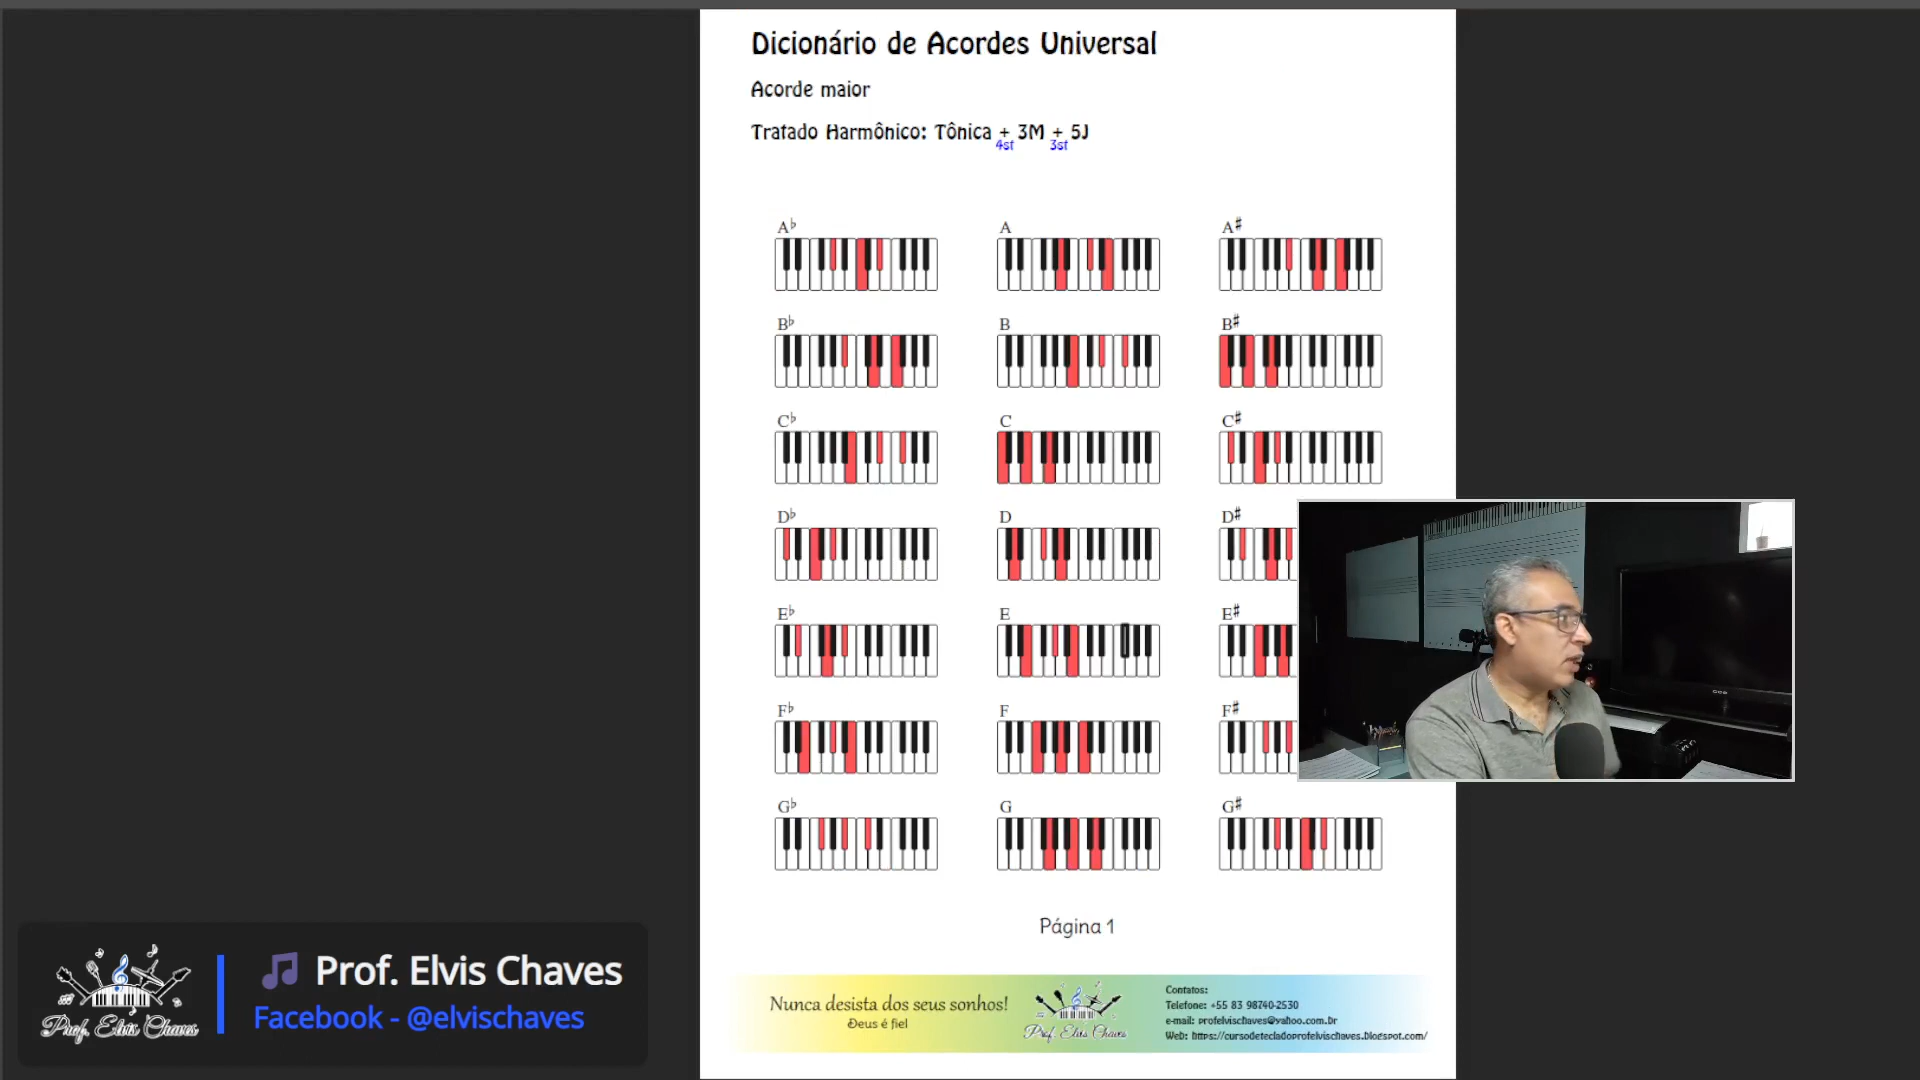 Dicionário de Acordes Universal
Acorde maior
Tratado Harmônico: Tônica + 3M + 5J
4st 3st
A♭ A A♯
B♭ B B♯
C♭ C C♯
D♭ D D♯
E♭ E E♯
F♭ F F♯
G♭ G G♯
Página 1
Nunca desista dos seus sonhos!
Deus é fiel
Prof. Elvis Chaves
Contatos:
Telefone: +55 83 98740-2530
e-mail: profelvischaves@yahoo.com.br
Web: https://cursodetecladoprofelvischaves.blogspot.com/
Prof. Elvis Chaves
Prof. Elvis Chaves
Facebook - @elvischaves